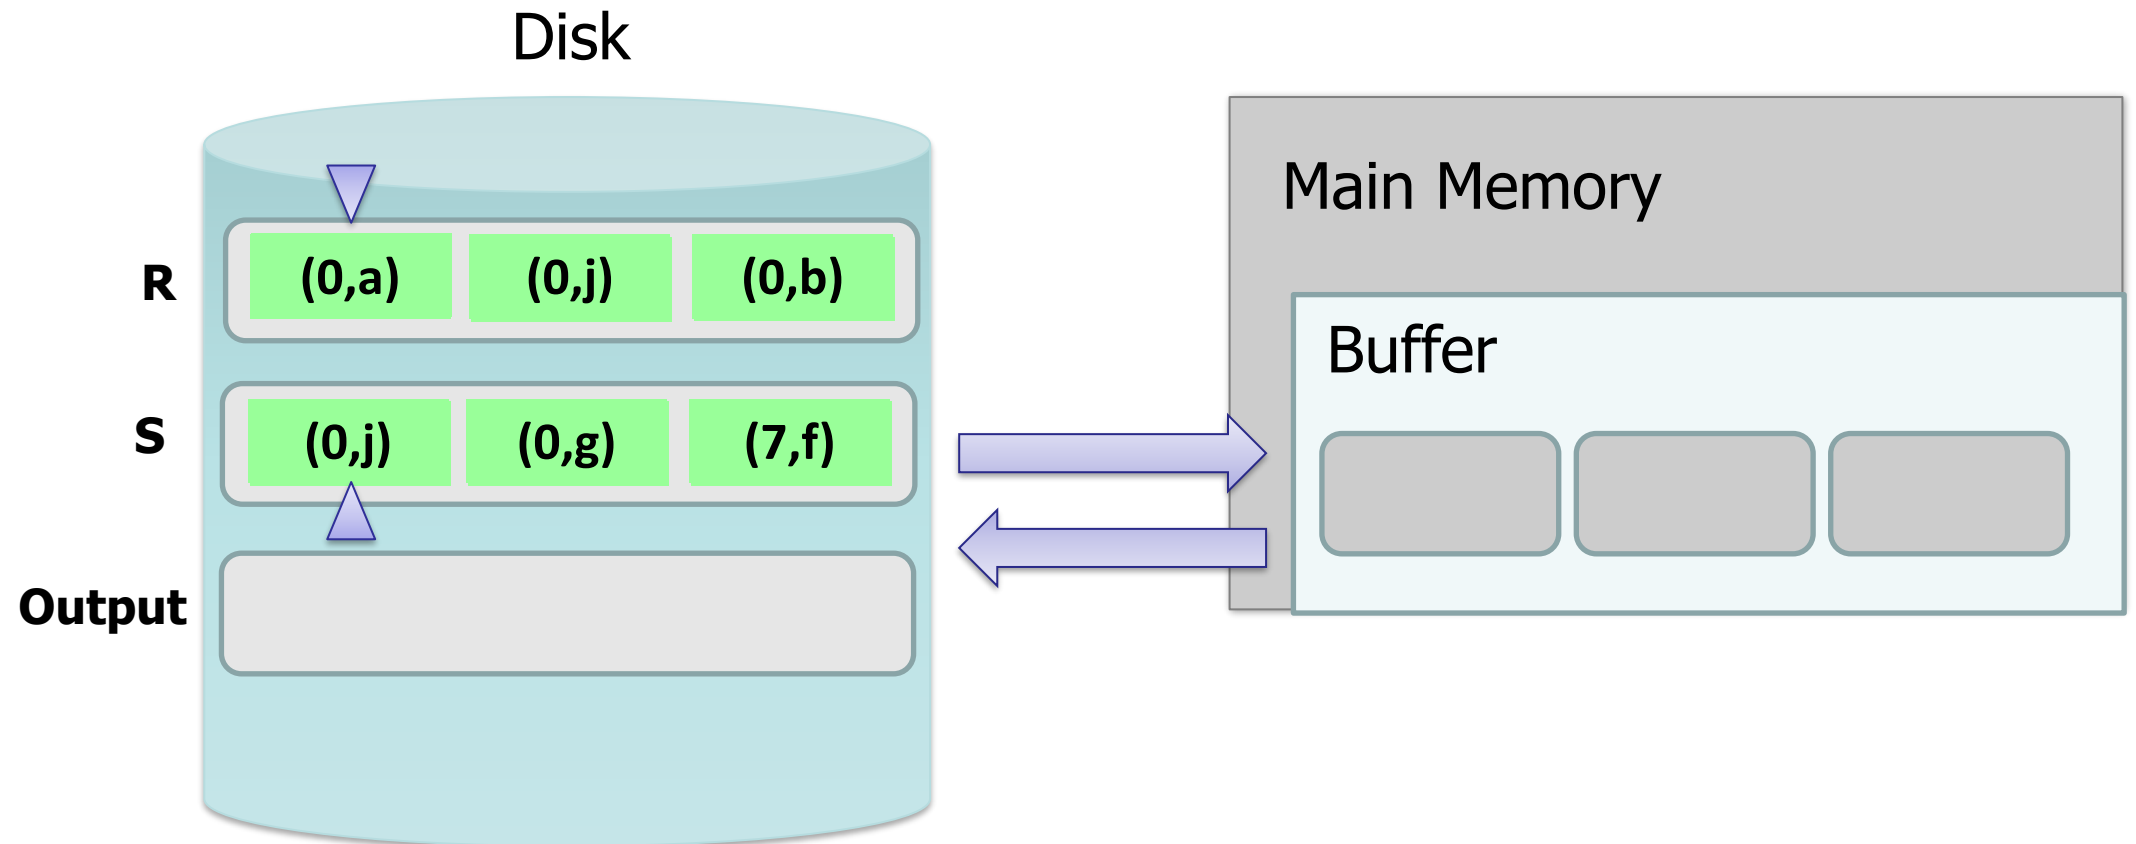 Disk
Main Memory
R (0,a) (0,j) (0,b)
Buffer
S (0,j) (0,g) (7,f)
Output